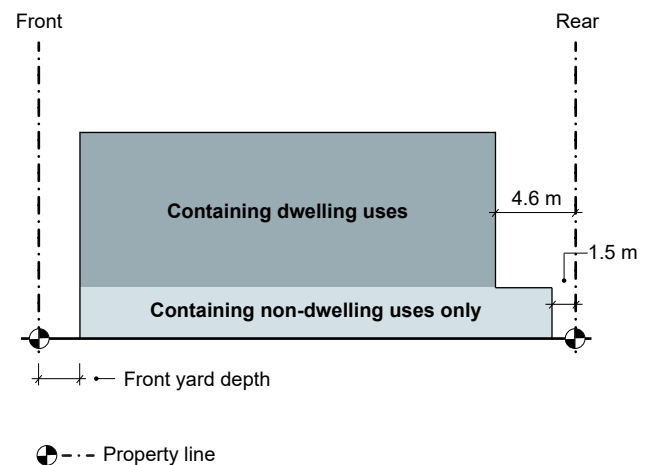 Front
Rear
Containing dwelling uses
4.6 m
1.5 m
Containing non-dwelling uses only
Front yard depth
Property line